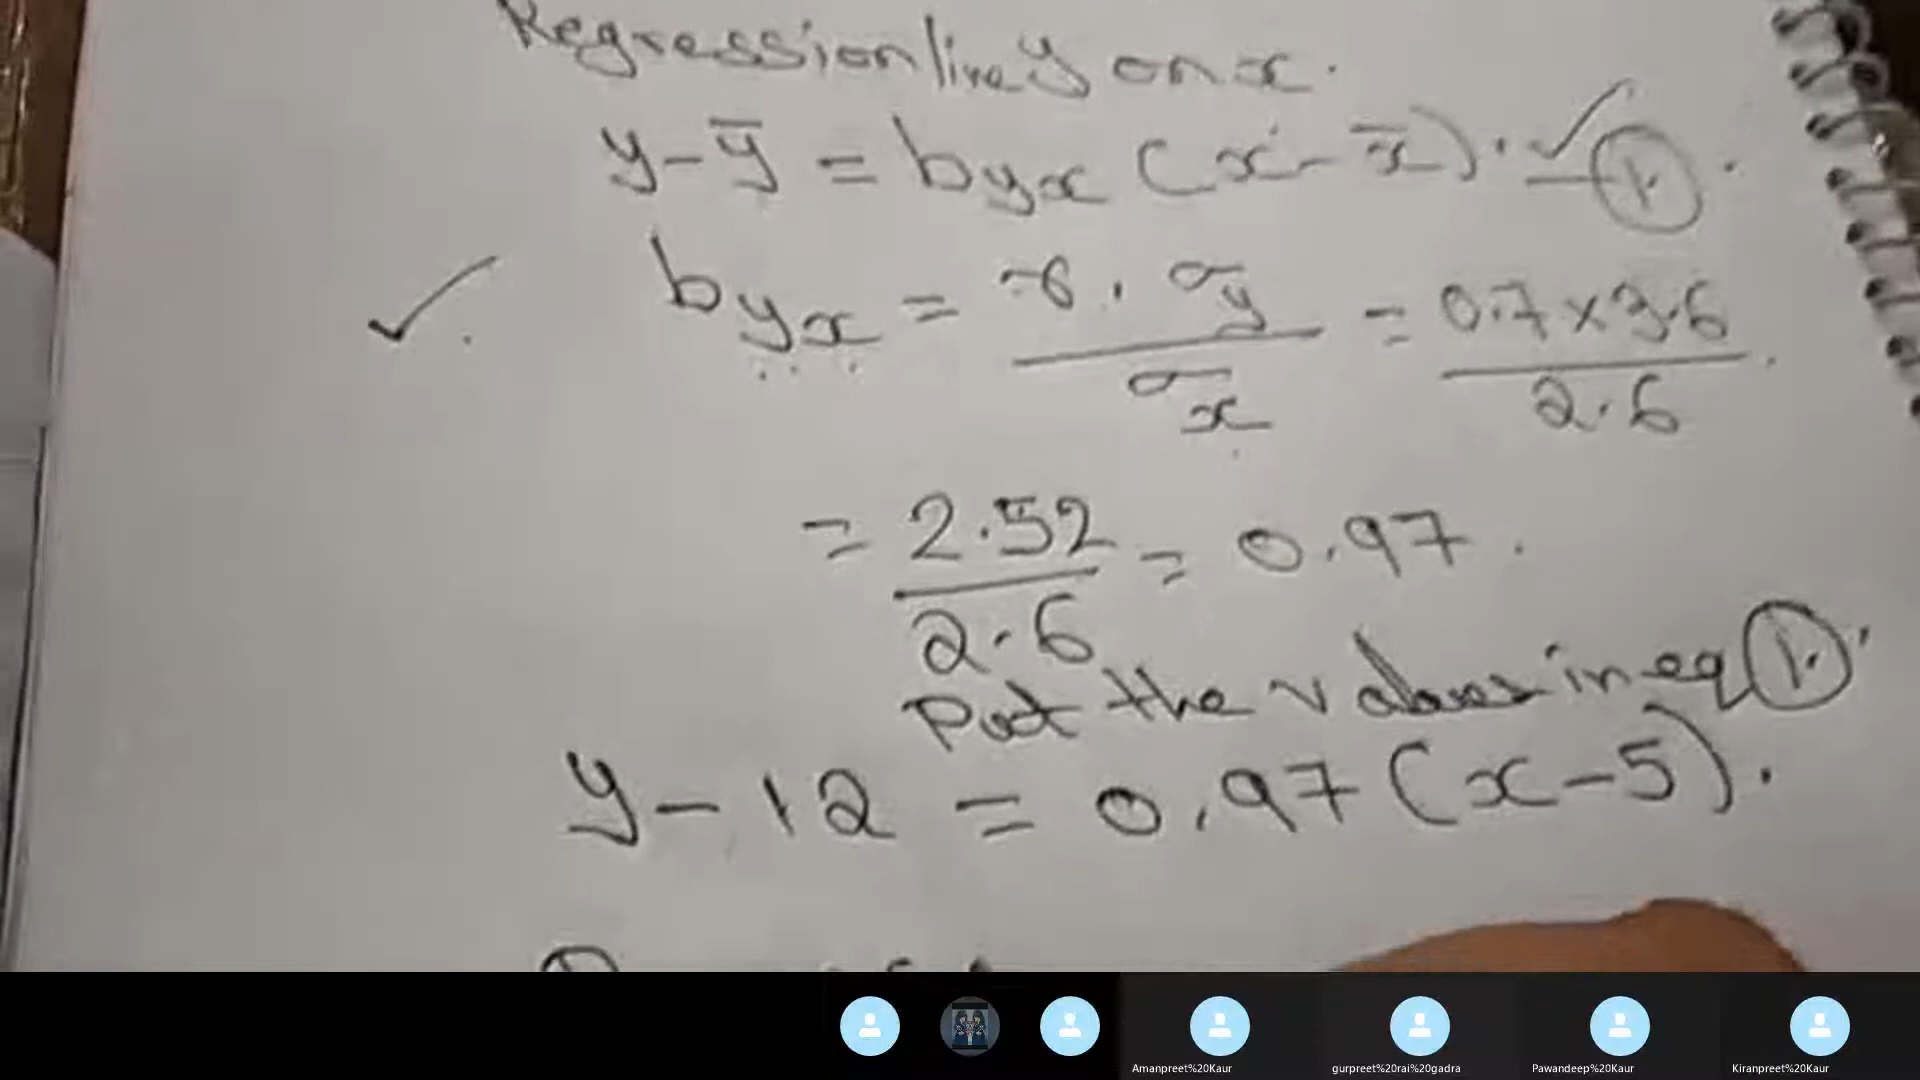 Regression line y on x.
y - ȳ = byx (x - x̄). ✓ — ①.
✓ byx = r . σy / σx = 0.7 x 3.6 / 2.6
= 2.52 / 2.6 = 0.97.
Put the values in eq ①.
y - 12 = 0.97 (x - 5).
Amanpreet%20Kaur gurpreet%20rai%20gadra Pawandeep%20Kaur Kiranpreet%20Kaur